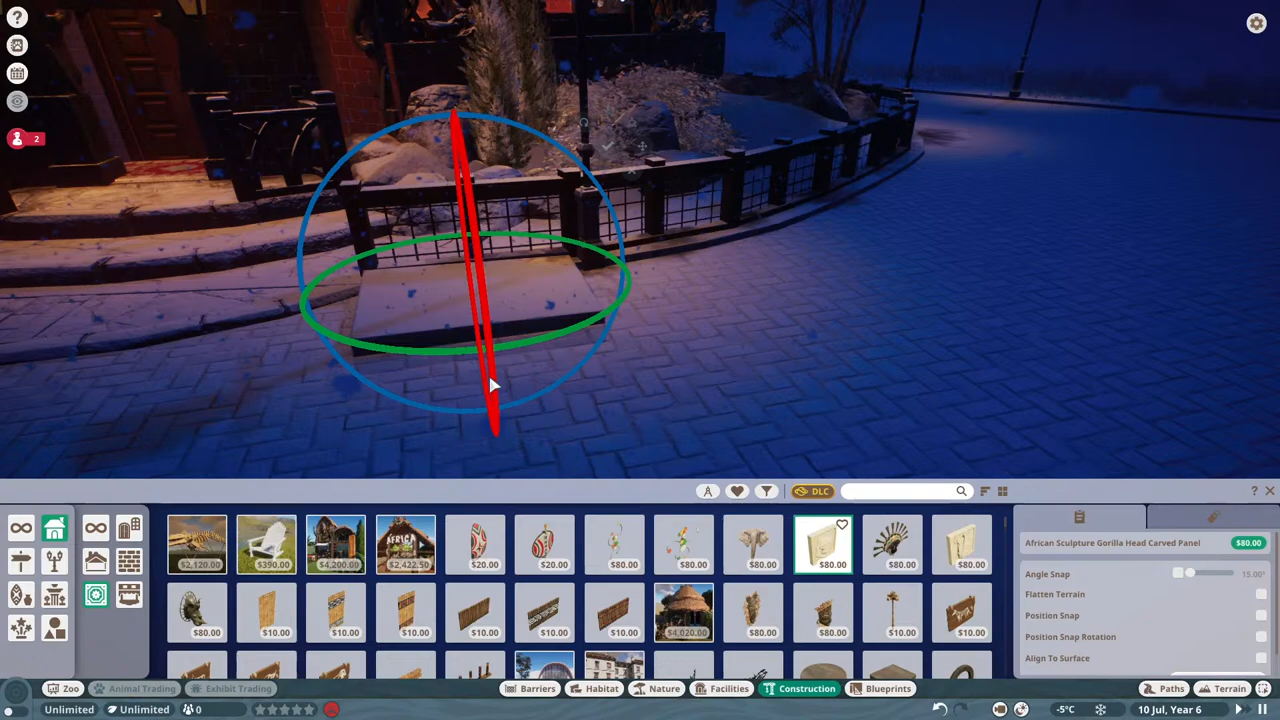 ?
2
DLC
? ×
$2,120.00 $390.00 $4,200.00 $2,422.50 $20.00 $20.00 $80.00 $80.00 $80.00 $80.00 $80.00 $80.00
AFRICA
African Sculpture Gorilla Head Carved Panel $80.00
Angle Snap 15.00°
Flatten Terrain
Position Snap
Position Snap Rotation
Align To Surface
$80.00 $10.00 $10.00 $10.00 $10.00 $10.00 $10.00 $4,020.00 $80.00 $80.00 $10.00 $10.00
Zoo Animal Trading Exhibit Trading Barriers Habitat Nature Facilities Construction Blueprints Paths Terrain
Unlimited Unlimited 0 -5°C 10 Jul, Year 6